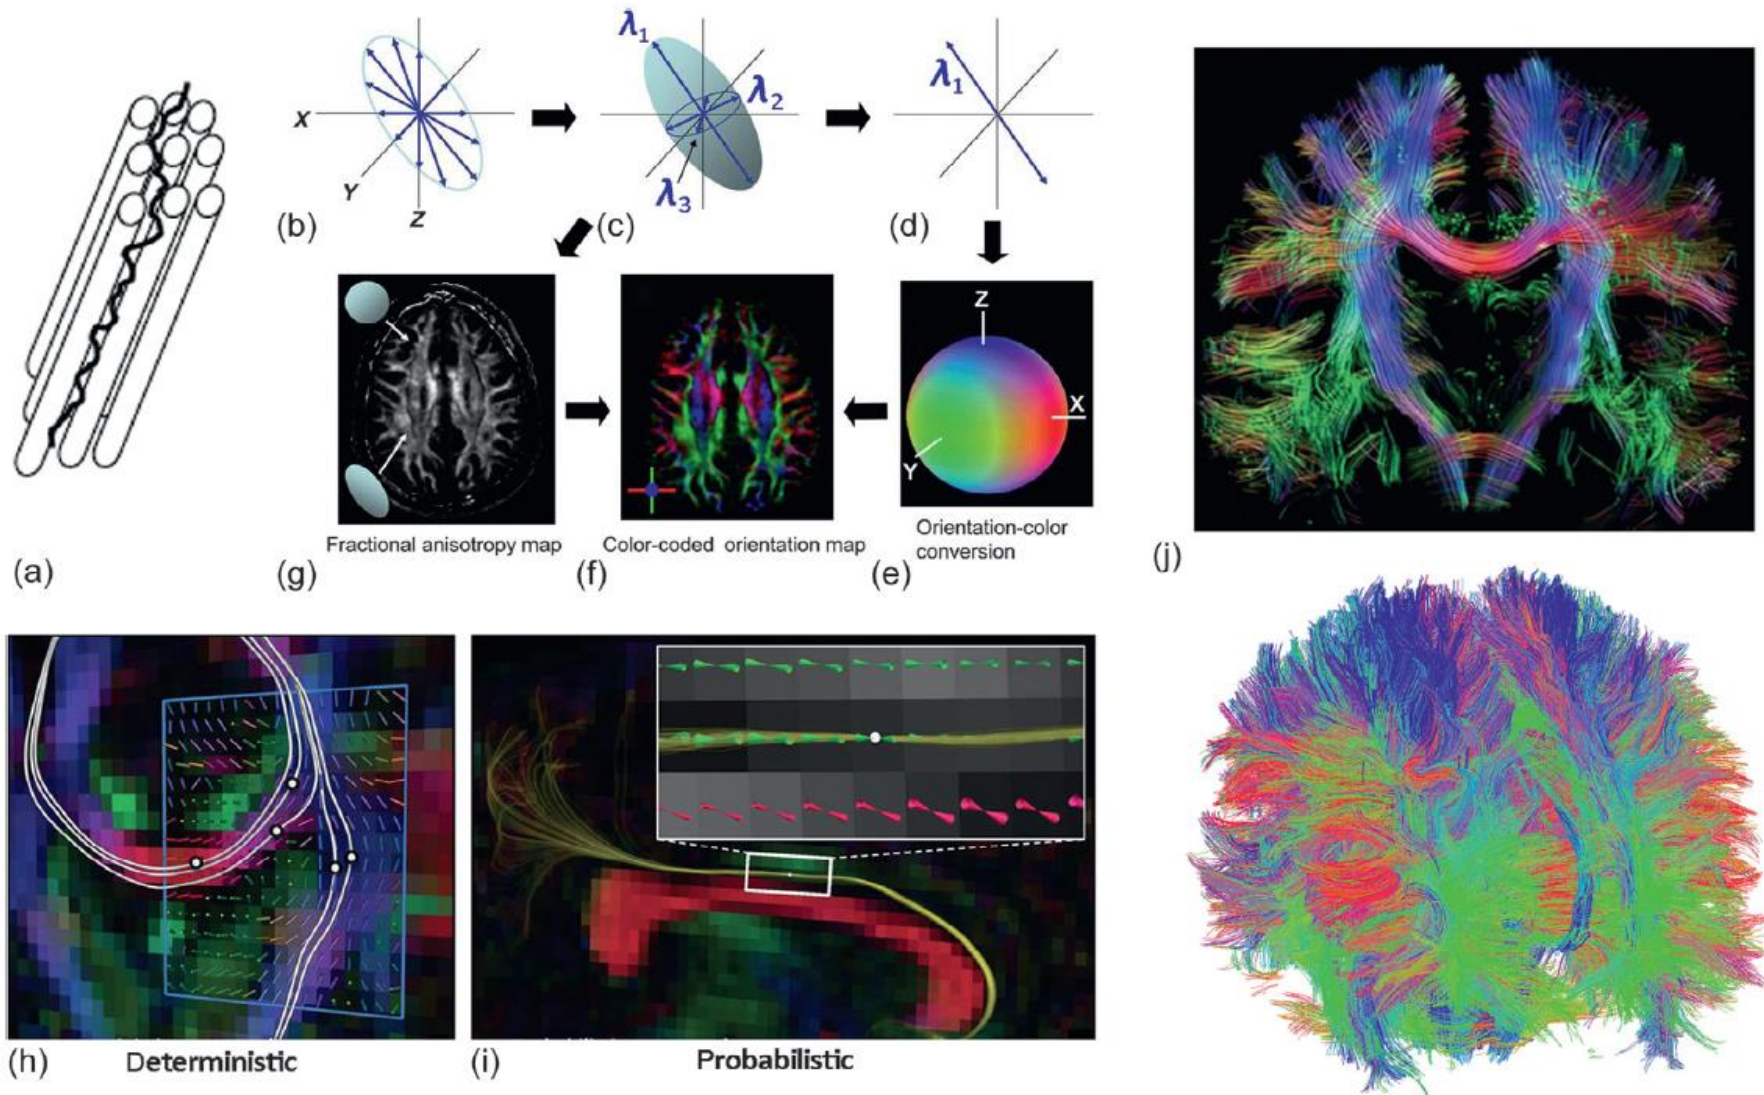 (a)
X
Y
Z
(b)
λ1
λ2
λ3
(c)
λ1
(d)
Z
X
Y
Orientation-color
conversion
(e)
Color-coded orientation map
(f)
Fractional anisotropy map
(g)
(h)
Deterministic
(i)
Probabilistic
(j)